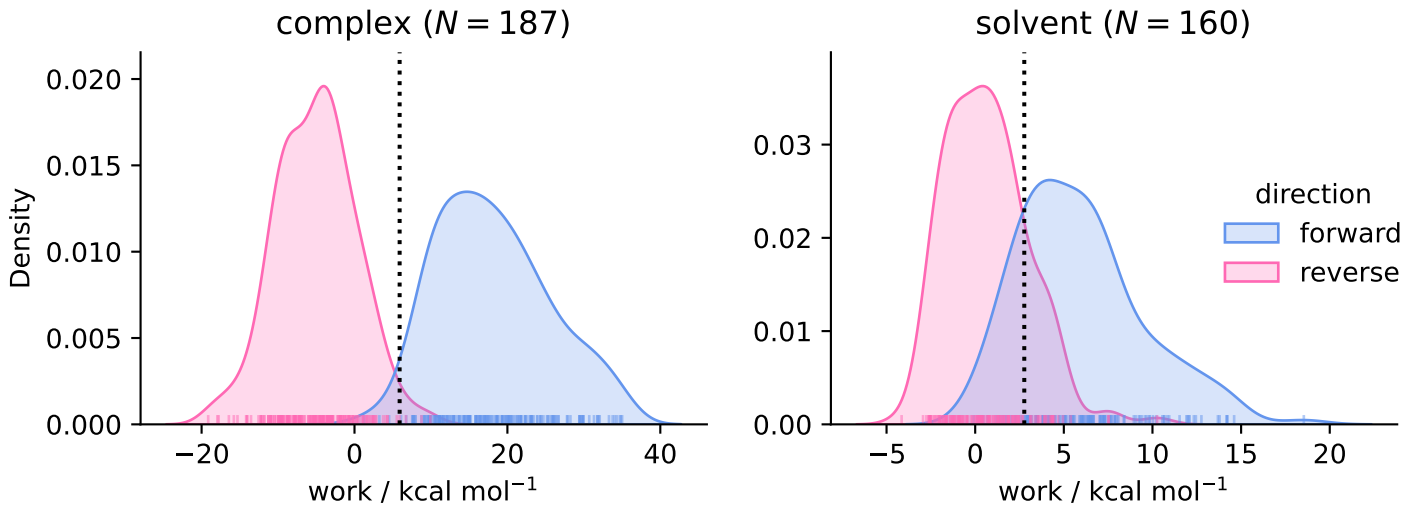 complex (N = 187)
0.020
0.015
0.010
0.005
0.000
Density
−20 0 20 40
work / kcal mol⁻¹
solvent (N = 160)
0.03
0.02
0.01
0.00
−5 0 5 10 15 20
work / kcal mol⁻¹
direction
forward
reverse